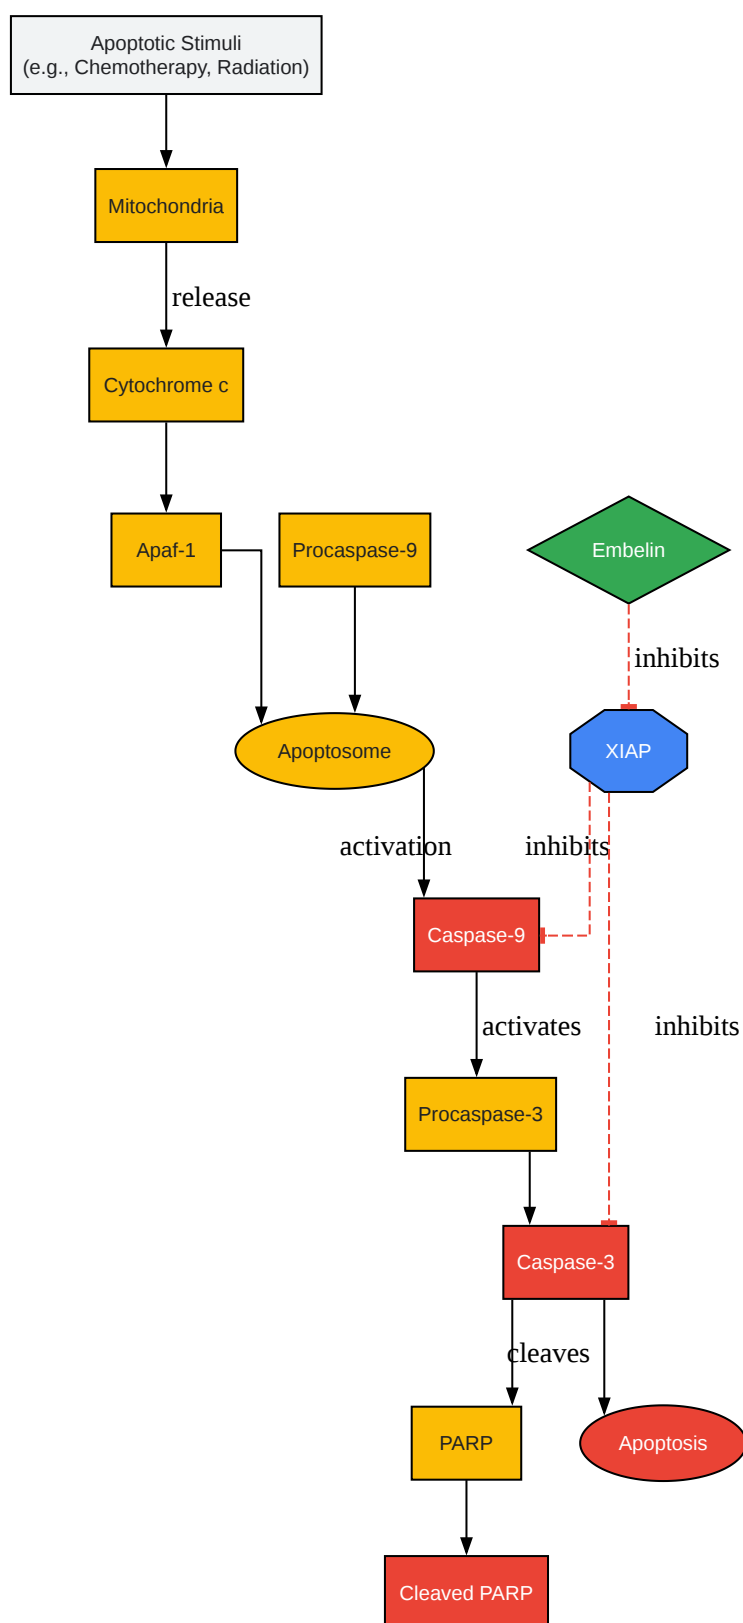 Apoptotic Stimuli
(e.g., Chemotherapy, Radiation)
Mitochondria
release
Cytochrome c
Apaf-1
Procaspase-9
Embelin
inhibits
Apoptosome
XIAP
activation
inhibits
Caspase-9
activates
inhibits
Procaspase-3
Caspase-3
cleaves
PARP
Apoptosis
Cleaved PARP